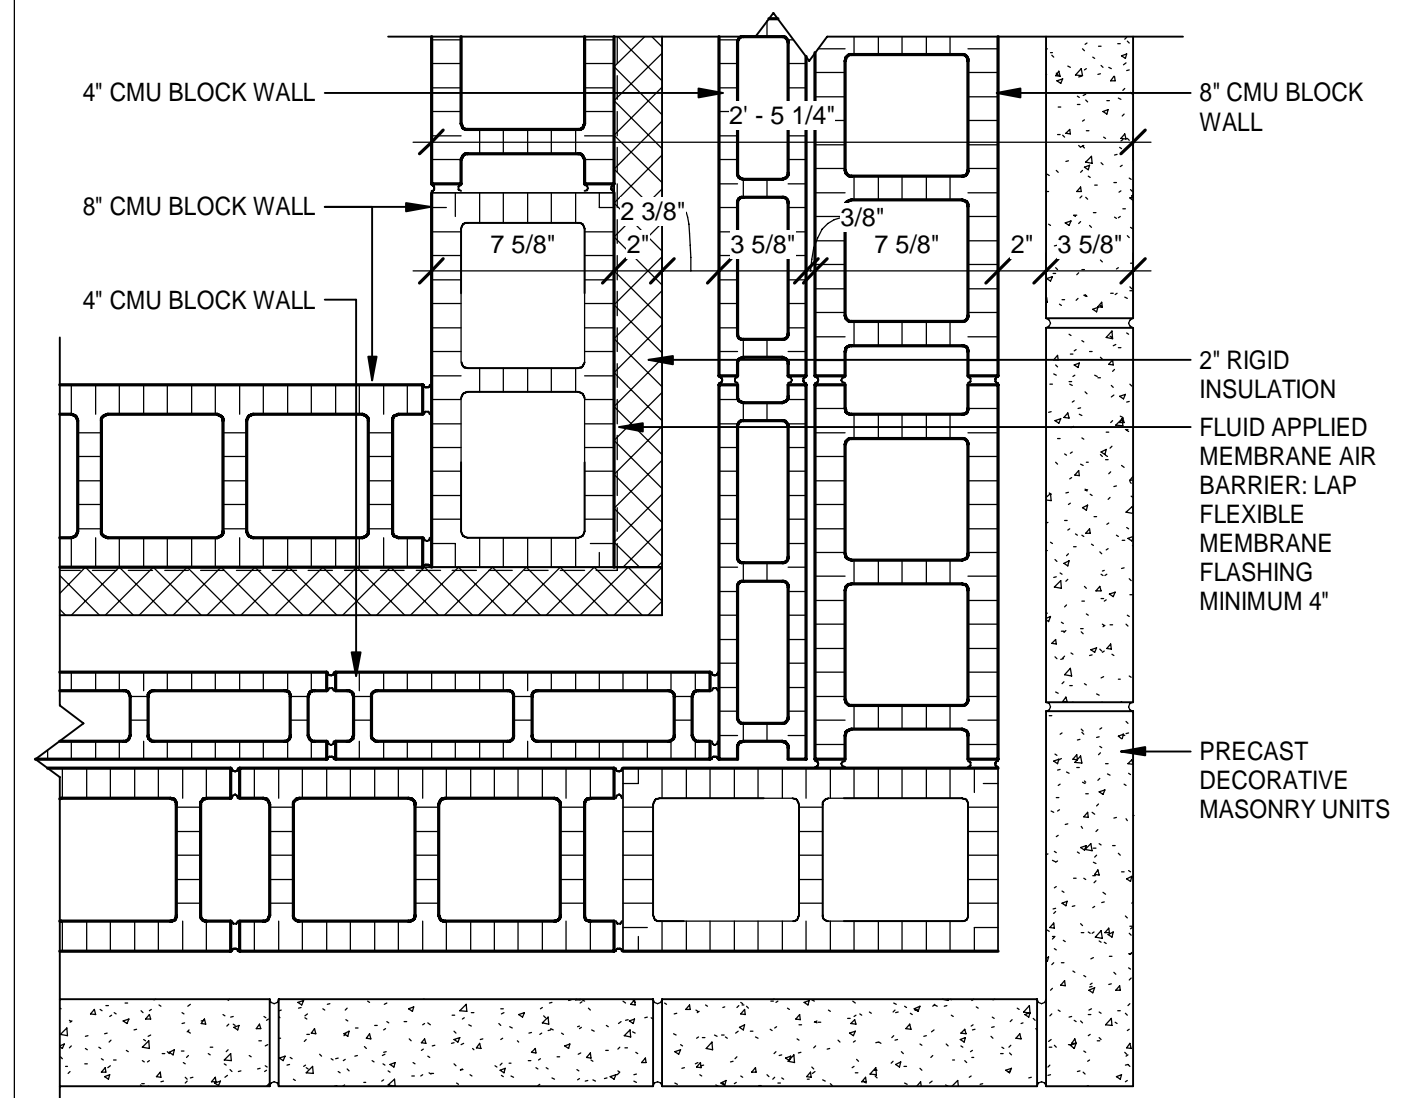 4" CMU BLOCK WALL
8" CMU BLOCK
WALL
2' - 5 1/4"
8" CMU BLOCK WALL
2 3/8"
3/8"
7 5/8"
2"
3 5/8"
7 5/8"
2"
3 5/8"
4" CMU BLOCK WALL
2" RIGID
INSULATION
FLUID APPLIED
MEMBRANE AIR
BARRIER: LAP
FLEXIBLE
MEMBRANE
FLASHING
MINIMUM 4"
PRECAST
DECORATIVE
MASONRY UNITS